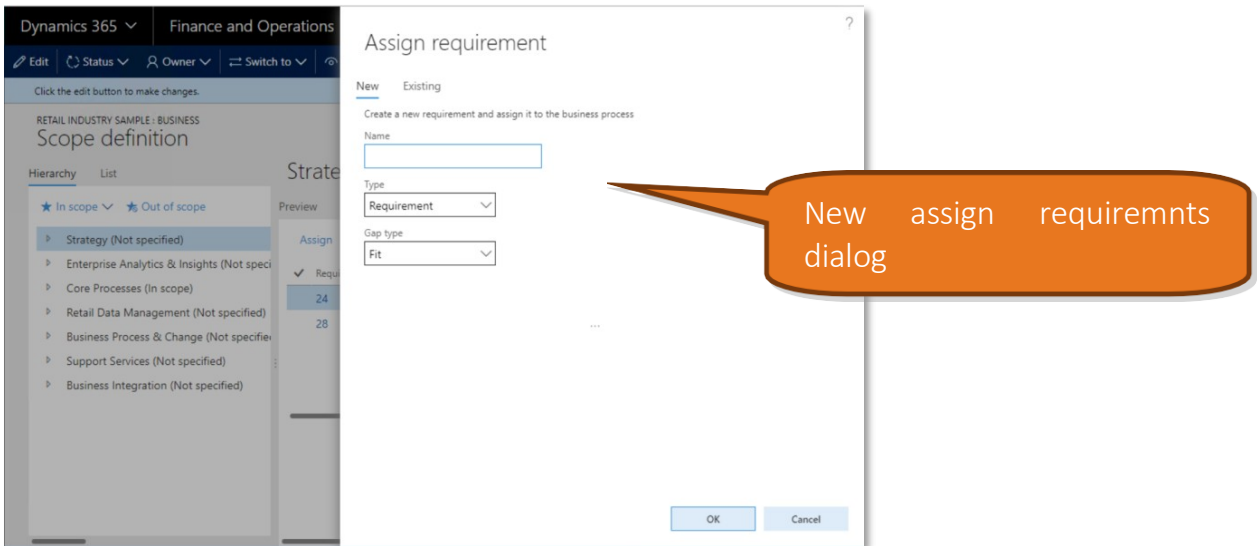 Dynamics 365 Finance and Operations
Edit Status Owner Switch to
Click the edit button to make changes.
RETAIL INDUSTRY SAMPLE : BUSINESS
Scope definition
Hierarchy List
In scope Out of scope
Strategy (Not specified)
Enterprise Analytics & Insights (Not speci
Core Processes (In scope)
Retail Data Management (Not specified)
Business Process & Change (Not specifie
Support Services (Not specified)
Business Integration (Not specified)
Strate
Preview
Assign
Requi
24
28
?
Assign requirement
New Existing
Create a new requirement and assign it to the business process
Name
Type
Requirement
Gap type
Fit
...
OK Cancel
New assign requiremnts
dialog